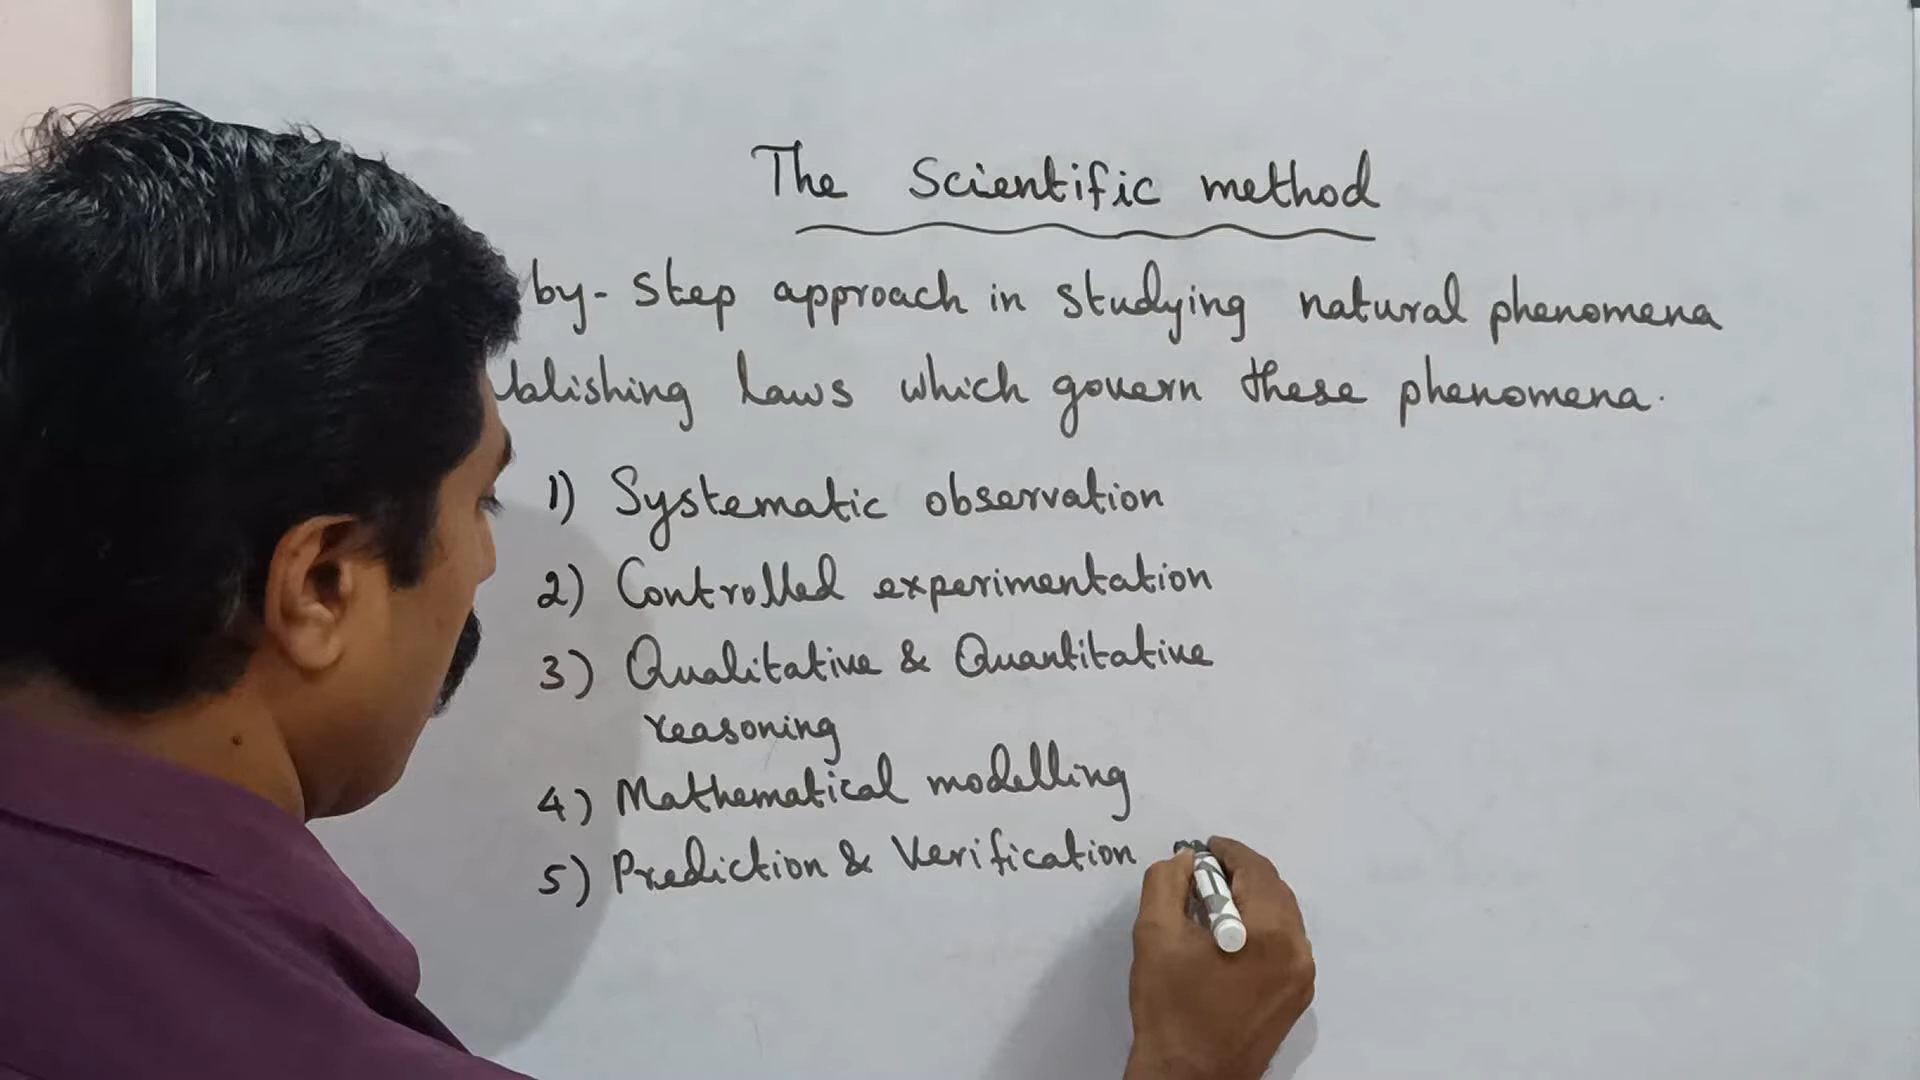 The Scientific method
by- step approach in studying natural phenomena
blishing laws which govern these phenomena.
1) Systematic observation
2) Controlled experimentation
3) Qualitative & Quantitative
reasoning
4) Mathematical modelling
5) Prediction & Verification